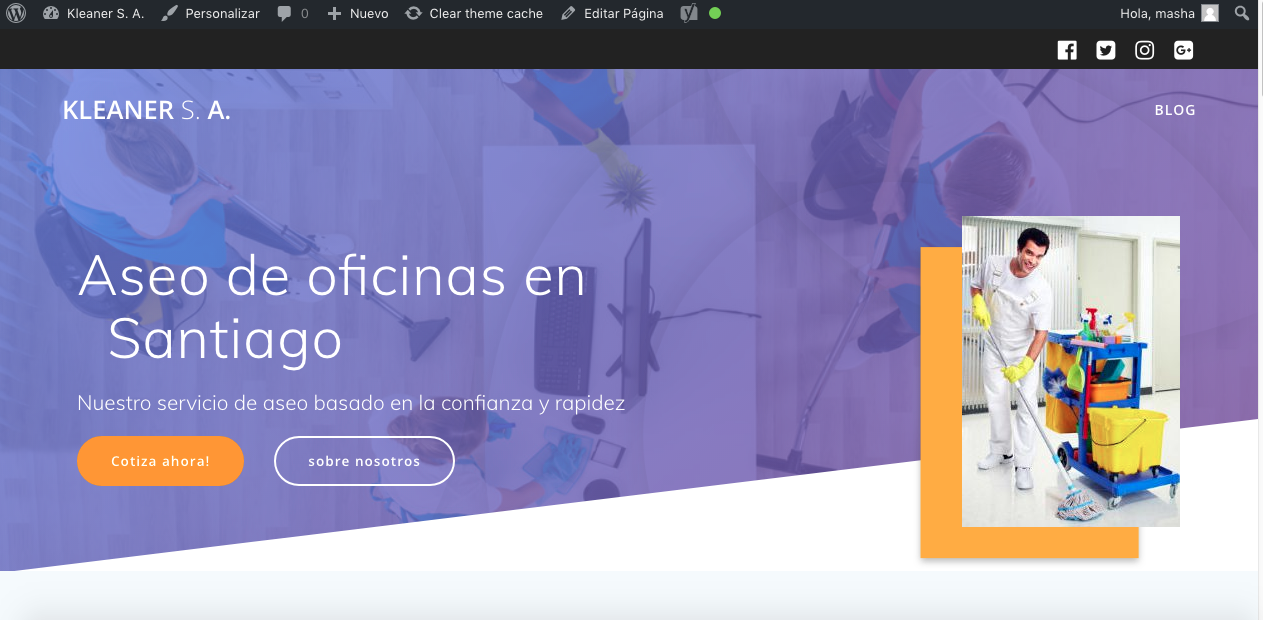 Kleaner S. A. Personalizar 0 Nuevo Clear theme cache Editar Página Hola, masha
KLEANER S. A. BLOG
Aseo de oficinas en
Santiago
Nuestro servicio de aseo basado en la confianza y rapidez
Cotiza ahora! sobre nosotros